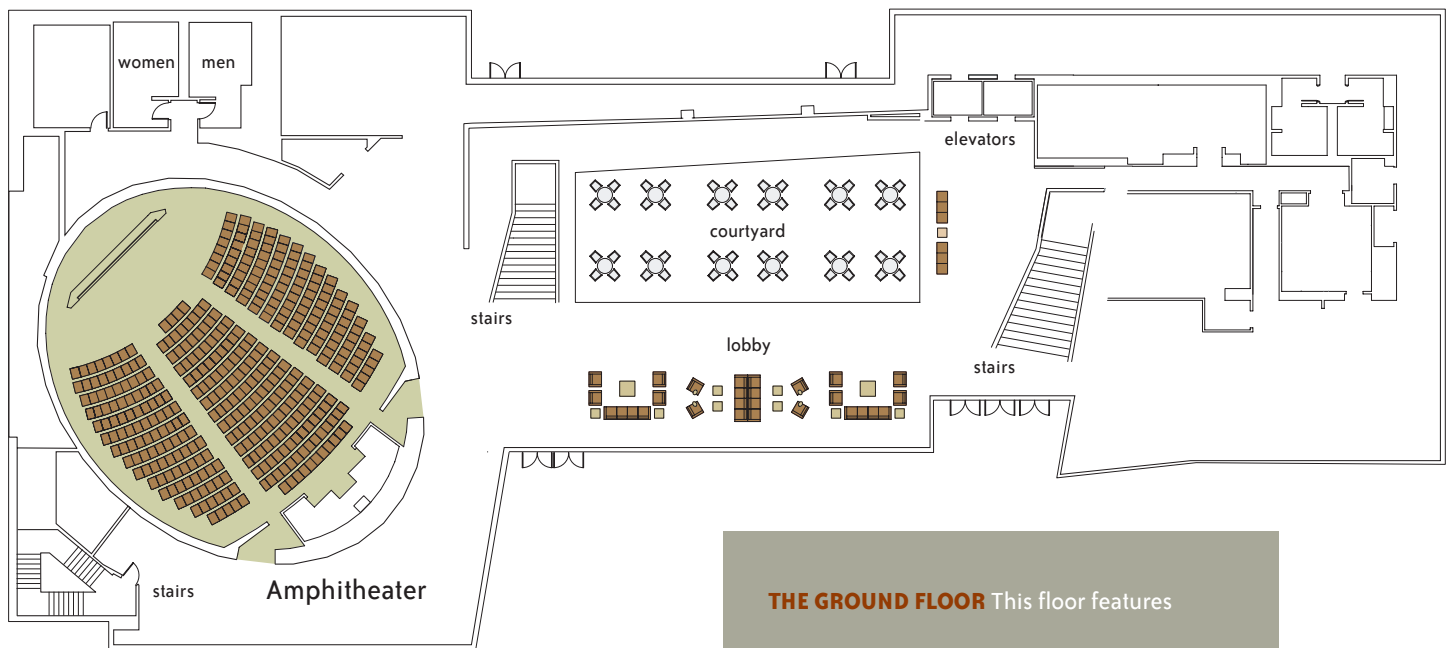 women
men
elevators
courtyard
stairs
lobby
stairs
stairs
Amphitheater
THE GROUND FLOOR This floor features